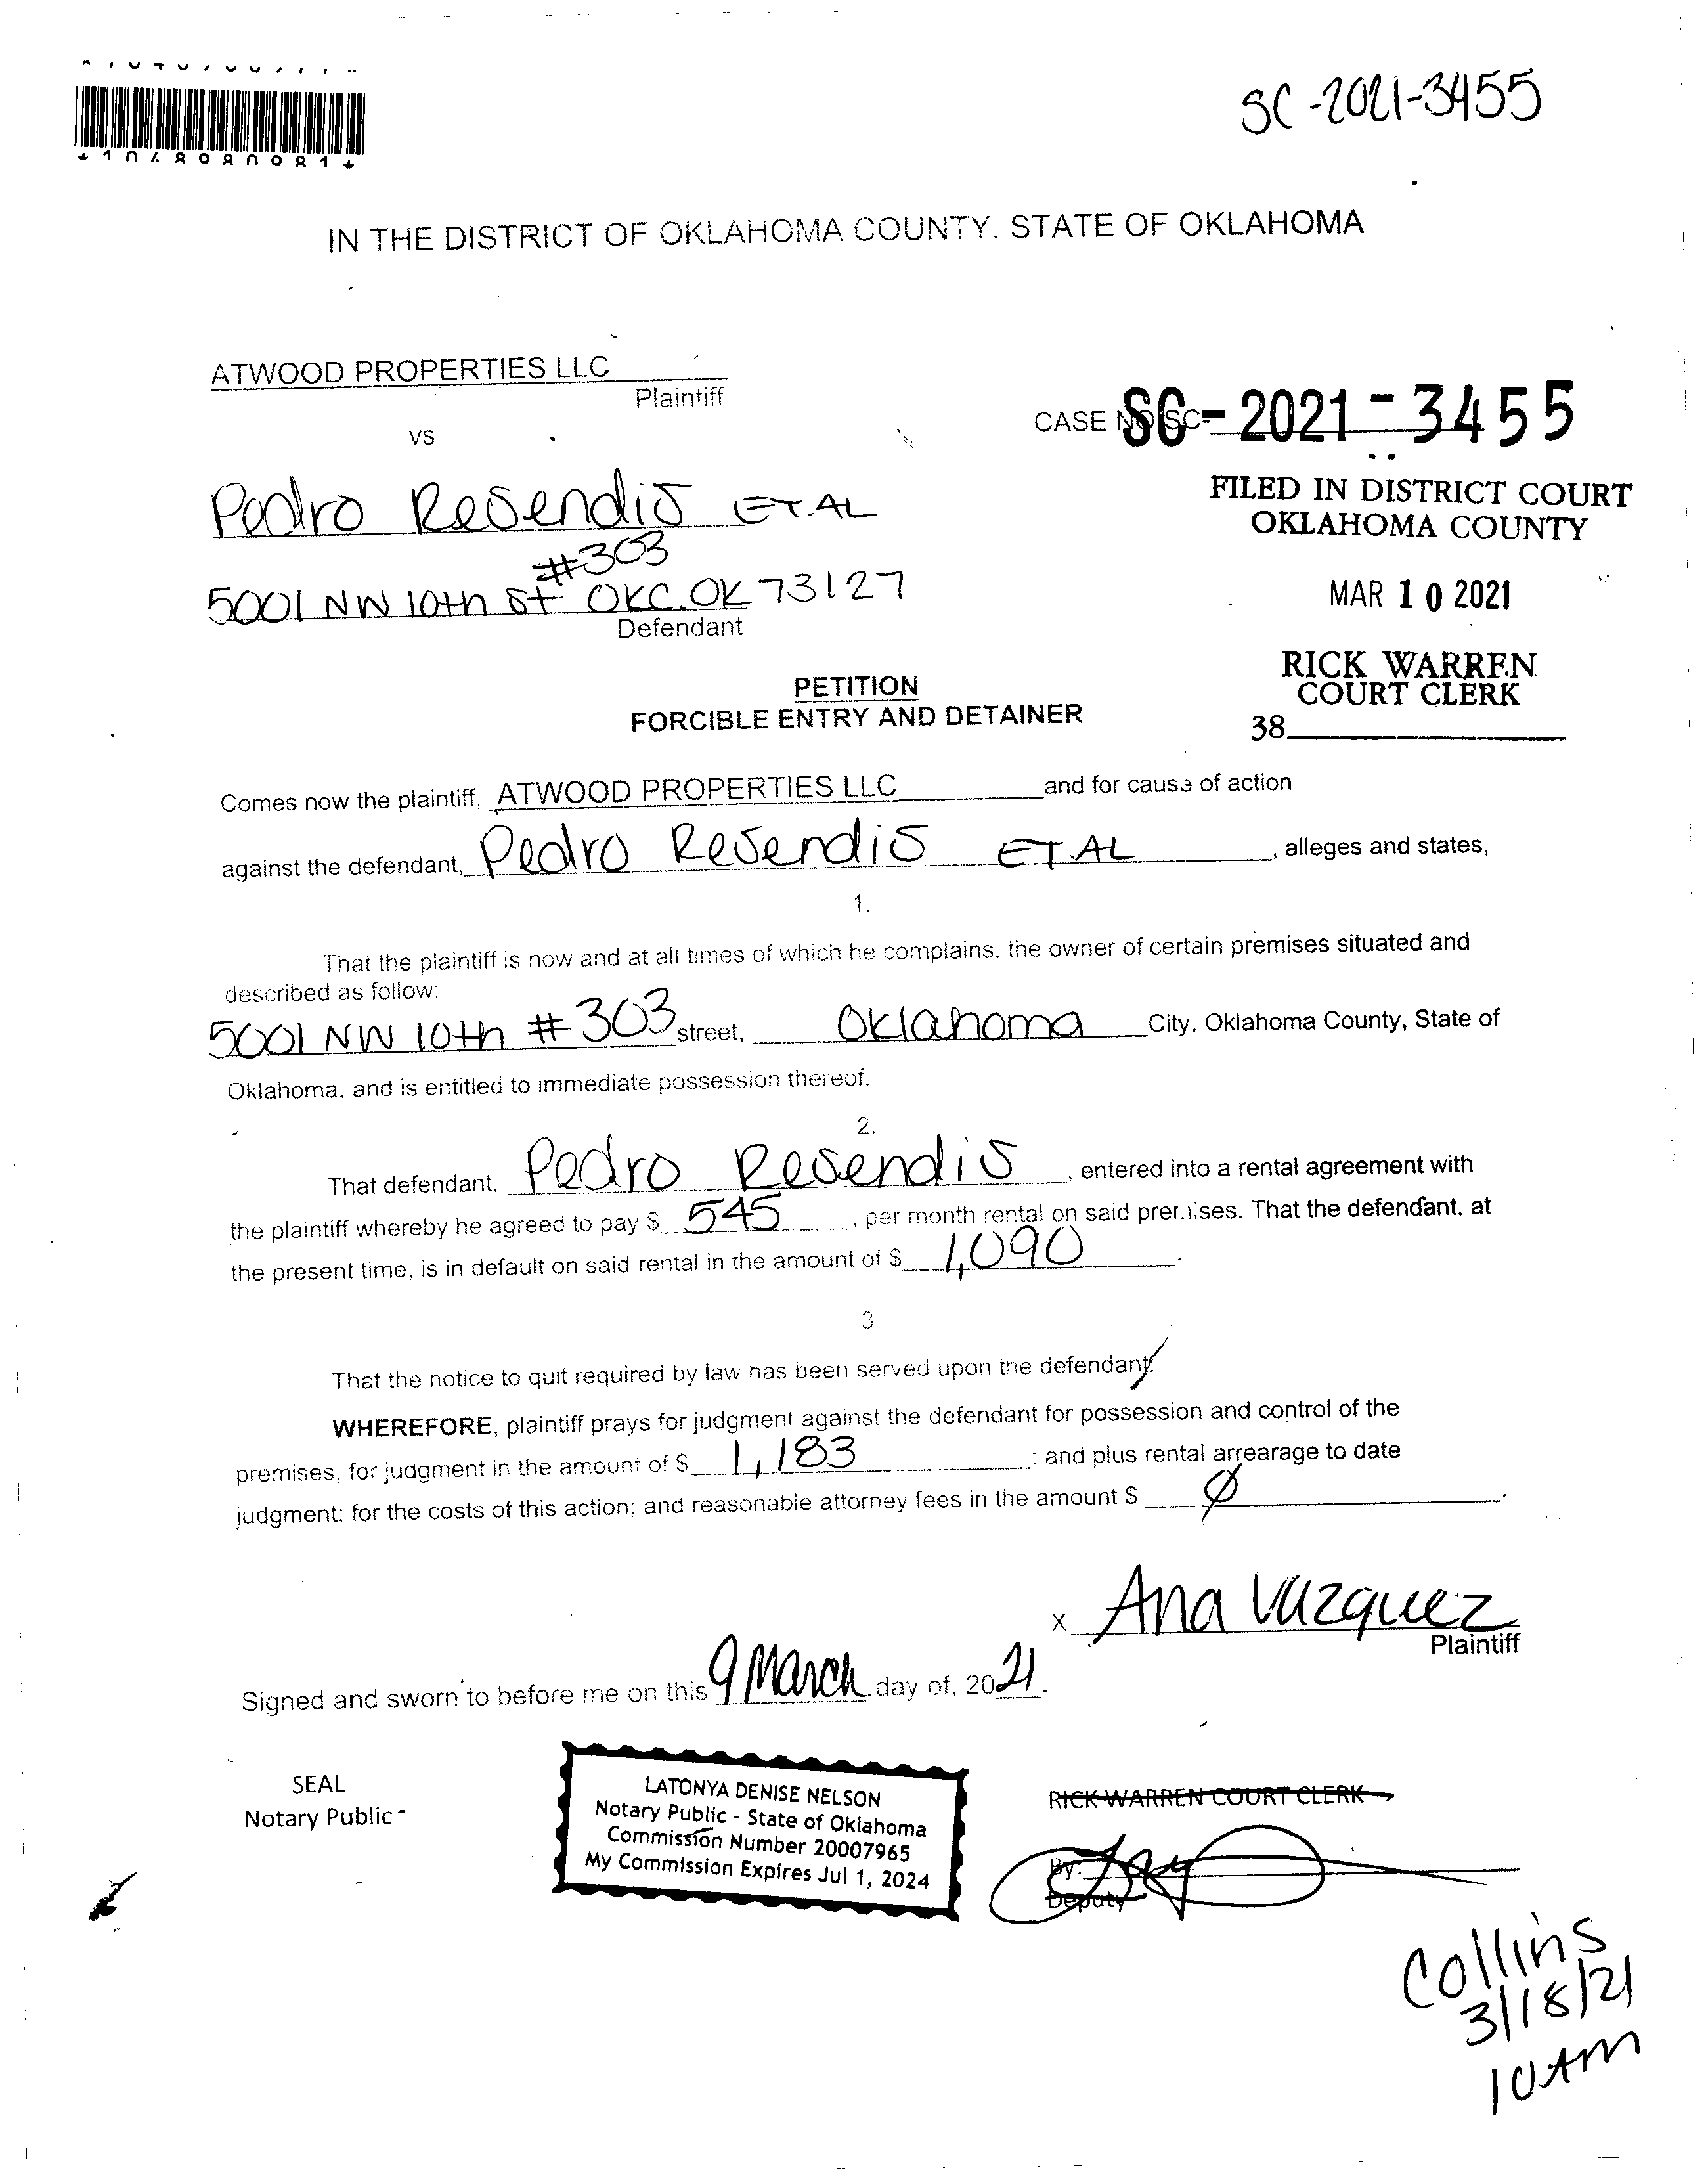 SC-2021-3455
IN THE DISTRICT OF OKLAHOMA COUNTY, STATE OF OKLAHOMA
ATWOOD PROPERTIES LLC
Plaintiff
VS
CASE NO SC- SC-2021-3455
Pedro Resendis ET.AL
FILED IN DISTRICT COURT
OKLAHOMA COUNTY
#303
5001 NW 10th St OKC.OK 73127
Defendant
MAR 10 2021
RICK WARREN
COURT CLERK
38
PETITION
FORCIBLE ENTRY AND DETAINER
Comes now the plaintiff, ATWOOD PROPERTIES LLC and for cause of action
against the defendant, Pedro Resendis ET.AL, alleges and states,
1.
That the plaintiff is now and at all times of which he complains, the owner of certain premises situated and
described as follow:
5001 NW 10th #303 street, Oklahoma City, Oklahoma County, State of
Oklahoma, and is entitled to immediate possession thereof.
2.
That defendant, Pedro Resendis, entered into a rental agreement with
the plaintiff whereby he agreed to pay $ 545, per month rental on said premises. That the defendant, at
the present time, is in default on said rental in the amount of $ 1,090.
3.
That the notice to quit required by law has been served upon the defendant.
WHEREFORE, plaintiff prays for judgment against the defendant for possession and control of the
premises; for judgment in the amount of $ 1,183; and plus rental arrearage to date
judgment; for the costs of this action; and reasonable attorney fees in the amount $ Ø.
x Ana Vazquez
Plaintiff
Signed and sworn to before me on this 9 March day of, 2021.
SEAL
Notary Public -
LATONYA DENISE NELSON
Notary Public - State of Oklahoma
Commission Number 20007965
My Commission Expires Jul 1, 2024
RICK WARREN COURT CLERK
By:
Deputy
Collins
3/18/21
10AM